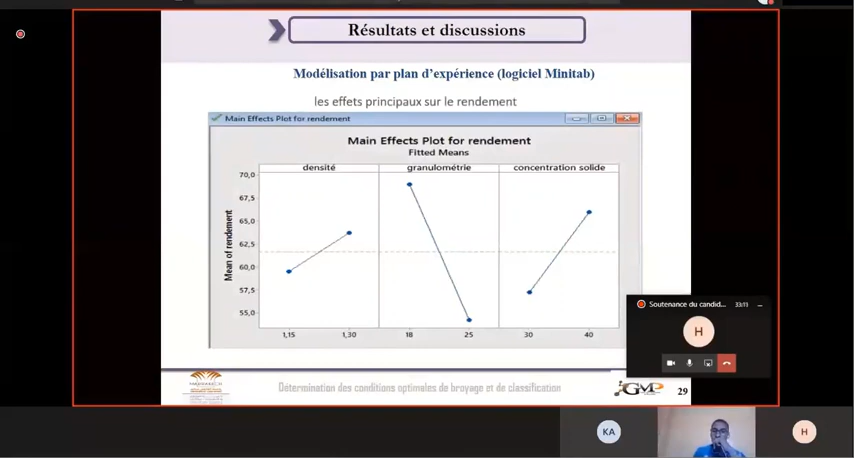 Résultats et discussions
Modélisation par plan d’expérience (logiciel Minitab)
les effets principaux sur le rendement
Main Effects Plot for rendement
Main Effects Plot for rendement
Fitted Means
densité granulométrie concentration solide
Mean of rendement
70,0
67,5
65,0
62,5
60,0
57,5
55,0
1,15 1,30 18 25 30 40
Soutenance du candid... 33:13
H
Détermination des conditions optimales de broyage et de classification
GMP
29
KA
H